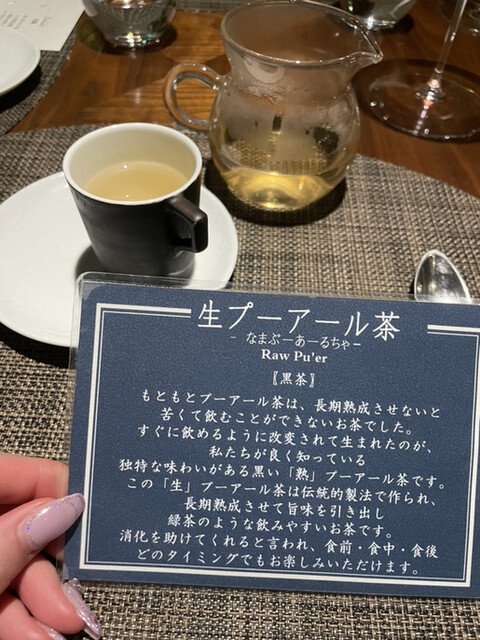 生プーアール茶
- なまぷーあーるちゃ-
Raw Pu'er
〖黒茶〗
もともとプーアール茶は、長期熟成させないと
苦くて飲むことができないお茶でした。
すぐに飲めるように改変されて生まれたのが、
私たちが良く知っている
独特な味わいがある黒い「熟」プーアール茶です。
この「生」プーアール茶は伝統的製法で作られ、
長期熟成させて旨味を引き出し
緑茶のような飲みやすいお茶です。
消化を助けてくれると言われ、食前・食中・食後
どのタイミングでもお楽しみいただけます。